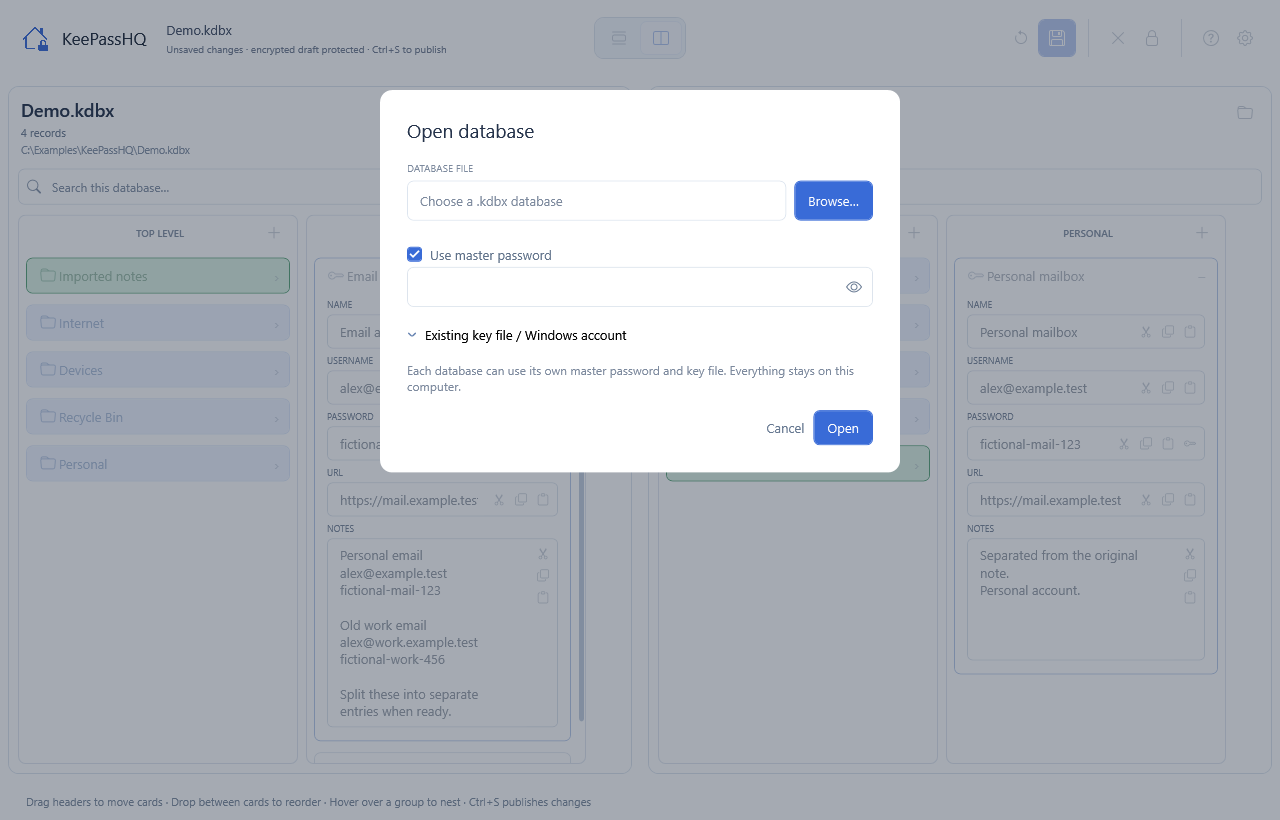 KeePassHQ
Demo.kdbx
Unsaved changes · encrypted draft protected · Ctrl+S to publish
Demo.kdbx
4 records
C:\Examples\KeePassHQ\Demo.kdbx
Search this database...
TOP LEVEL
Imported notes
Internet
Devices
Recycle Bin
Personal
Email
NAME
Email a
USERNAME
alex@e
PASSWORD
fictiona
URL
https://mail.example.tes
NOTES
Personal email
alex@example.test
fictional-mail-123
Old work email
alex@work.example.test
fictional-work-456
Split these into separate
entries when ready.
Open database
DATABASE FILE
Choose a .kdbx database
Browse...
Use master password
Existing key file / Windows account
Each database can use its own master password and key file. Everything stays on this
computer.
Cancel
Open
PERSONAL
Personal mailbox
NAME
Personal mailbox
USERNAME
alex@example.test
PASSWORD
fictional-mail-123
URL
https://mail.example.test
NOTES
Separated from the original
note.
Personal account.
Drag headers to move cards · Drop between cards to reorder · Hover over a group to nest · Ctrl+S publishes changes